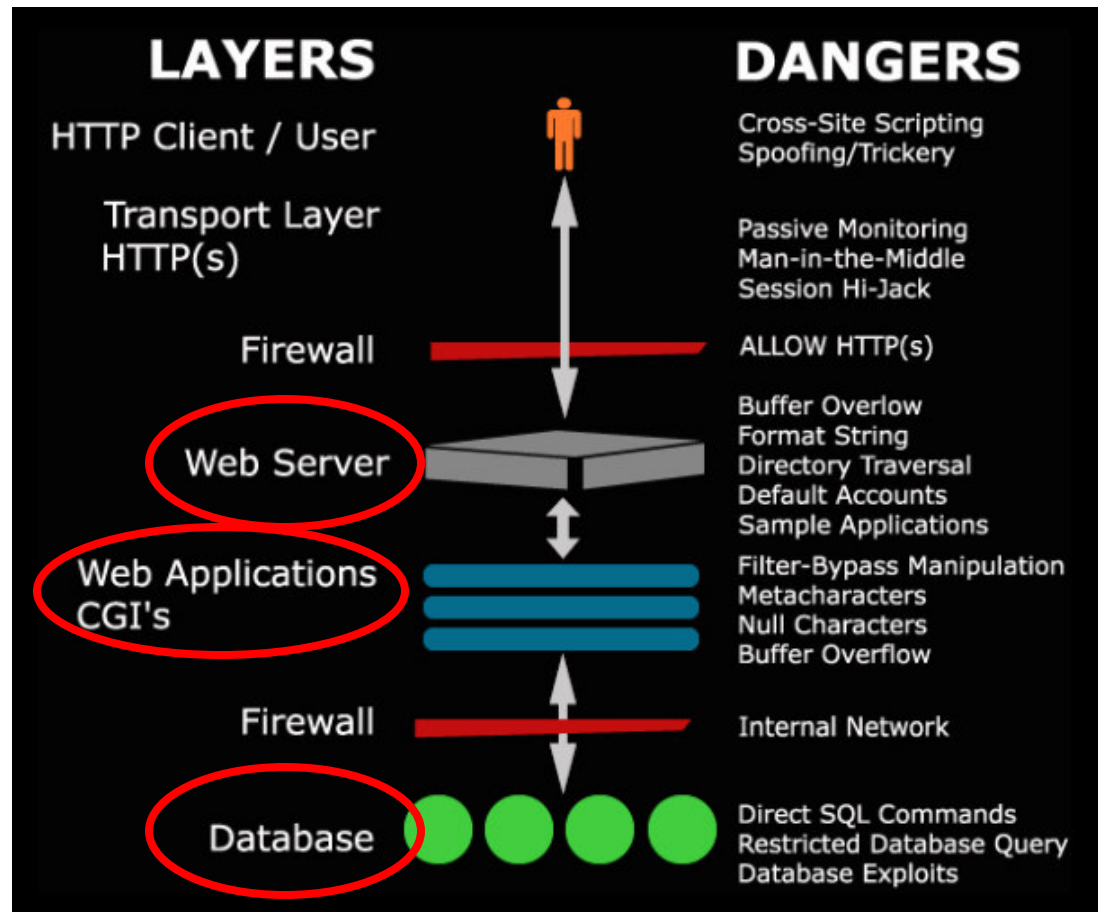 LAYERS
DANGERS
HTTP Client / User
Cross-Site Scripting
Spoofing/Trickery
Transport Layer
HTTP(s)
Passive Monitoring
Man-in-the-Middle
Session Hi-Jack
Firewall
ALLOW HTTP(s)
Web Server
Buffer Overlow
Format String
Directory Traversal
Default Accounts
Sample Applications
Web Applications
CGI's
Filter-Bypass Manipulation
Metacharacters
Null Characters
Buffer Overflow
Firewall
Internal Network
Database
Direct SQL Commands
Restricted Database Query
Database Exploits